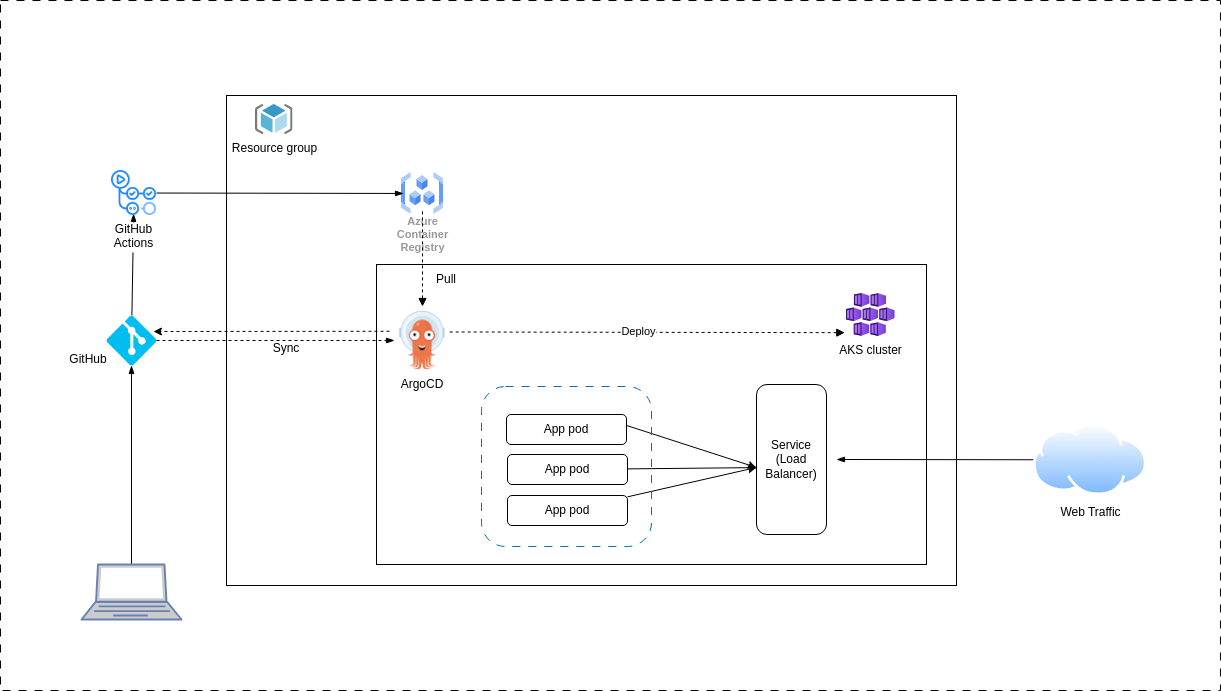 Resource group
GitHub
Actions
Azure
Container
Registry
Pull
GitHub
Sync
ArgoCD
Deploy
AKS cluster
App pod
App pod
App pod
Service
(Load
Balancer)
Web Traffic